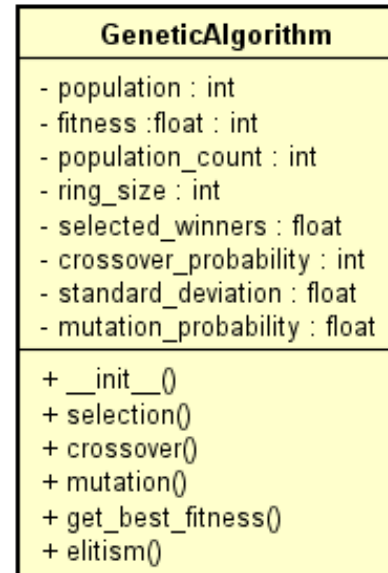 GeneticAlgorithm
- population : int
- fitness :float : int
- population_count : int
- ring_size : int
- selected_winners : float
- crossover_probability : int
- standard_deviation : float
- mutation_probability : float
+ __init__()
+ selection()
+ crossover()
+ mutation()
+ get_best_fitness()
+ elitism()